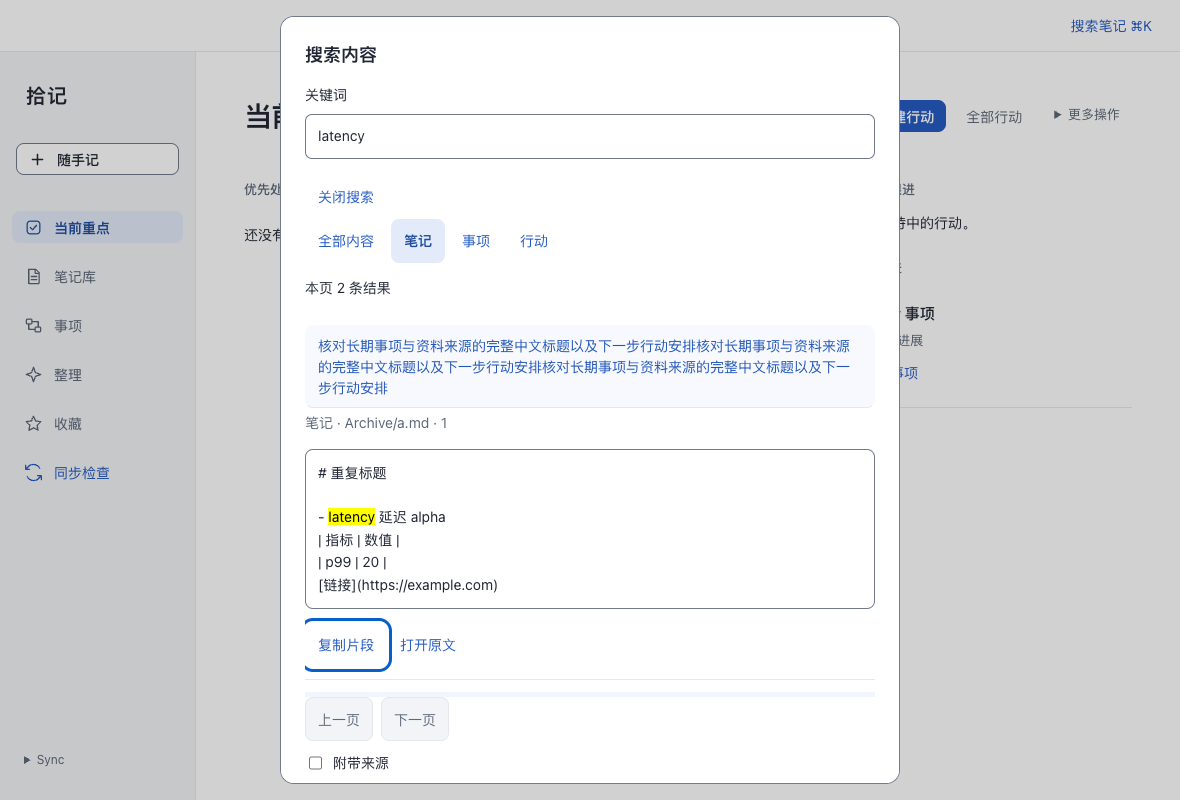 搜索笔记 ⌘K
拾记
+ 随手记
当前重点
笔记库
事项
整理
收藏
同步检查
Sync
当前
优先处
还没有
搜索内容
关键词
latency
关闭搜索
全部内容
笔记
事项
行动
本页 2 条结果
核对长期事项与资料来源的完整中文标题以及下一步行动安排核对长期事项与资料来源
的完整中文标题以及下一步行动安排核对长期事项与资料来源的完整中文标题以及下一
步行动安排
笔记 · Archive/a.md · 1
# 重复标题
- latency 延迟 alpha
| 指标 | 数值 |
| p99 | 20 |
[链接](https://example.com)
复制片段
打开原文
上一页
下一页
附带来源
行动
全部行动
更多操作
进
中的行动。
事项
进展
项